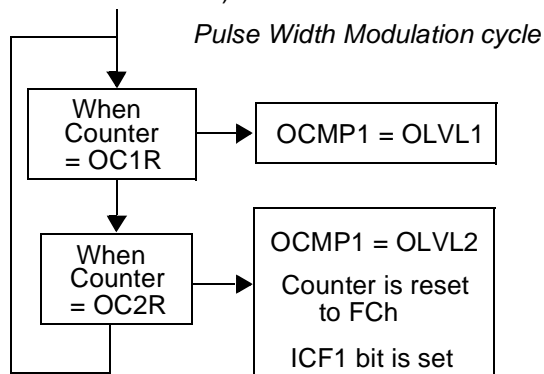 Pulse Width Modulation cycle
When
Counter
= OC1R
OCMP1 = OLVL1
When
Counter
= OC2R
OCMP1 = OLVL2
Counter is reset
to FCh
ICF1 bit is set